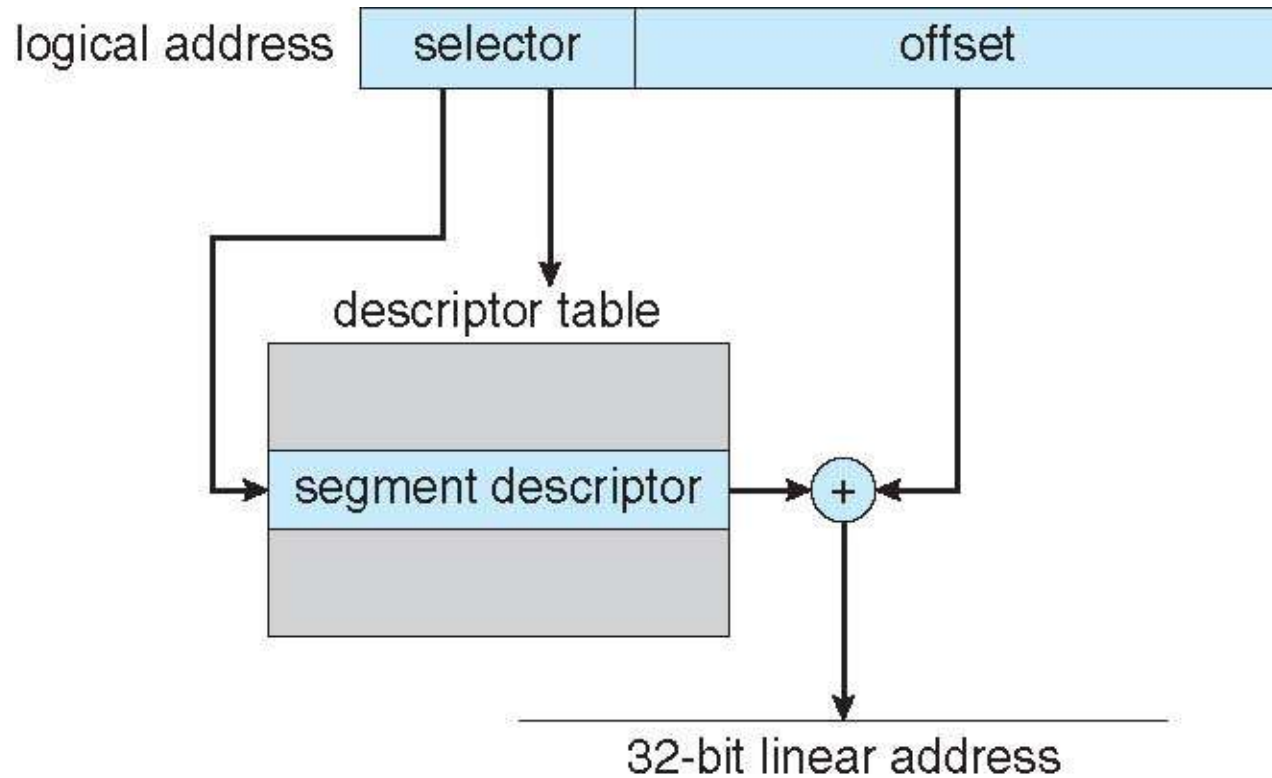 logical address
selector
offset
descriptor table
segment descriptor
+
32-bit linear address